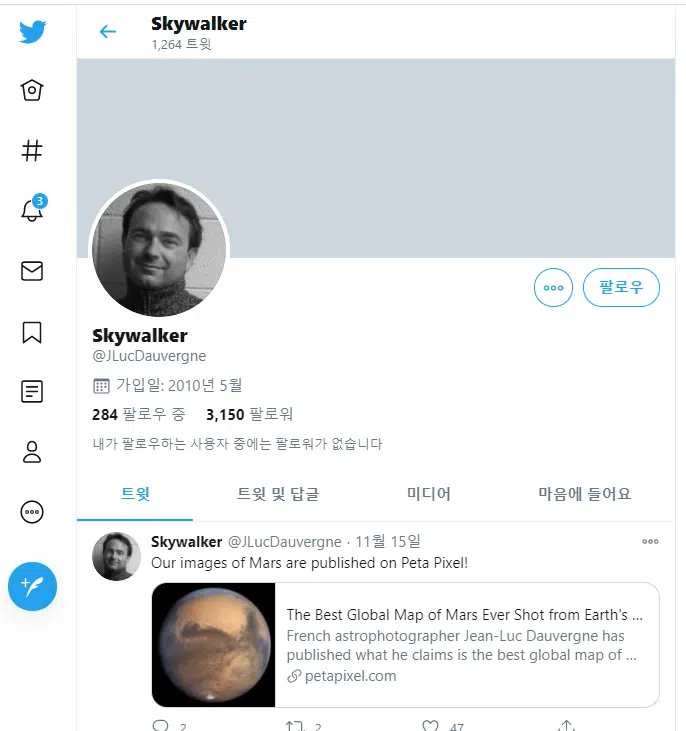 Skywalker
1,264 트윗
3
팔로우
Skywalker
@JLucDauvergne
가입일: 2010년 5월
284 팔로우 중 3,150 팔로워
내가 팔로우하는 사용자 중에는 팔로워가 없습니다
트윗 트윗 및 답글 미디어 마음에 들어요
Skywalker @JLucDauvergne · 11월 15일
Our images of Mars are published on Peta Pixel!
The Best Global Map of Mars Ever Shot from Earth's ...
French astrophotographer Jean-Luc Dauvergne has
published what he claims is the best global map of ...
petapixel.com
2 2 47